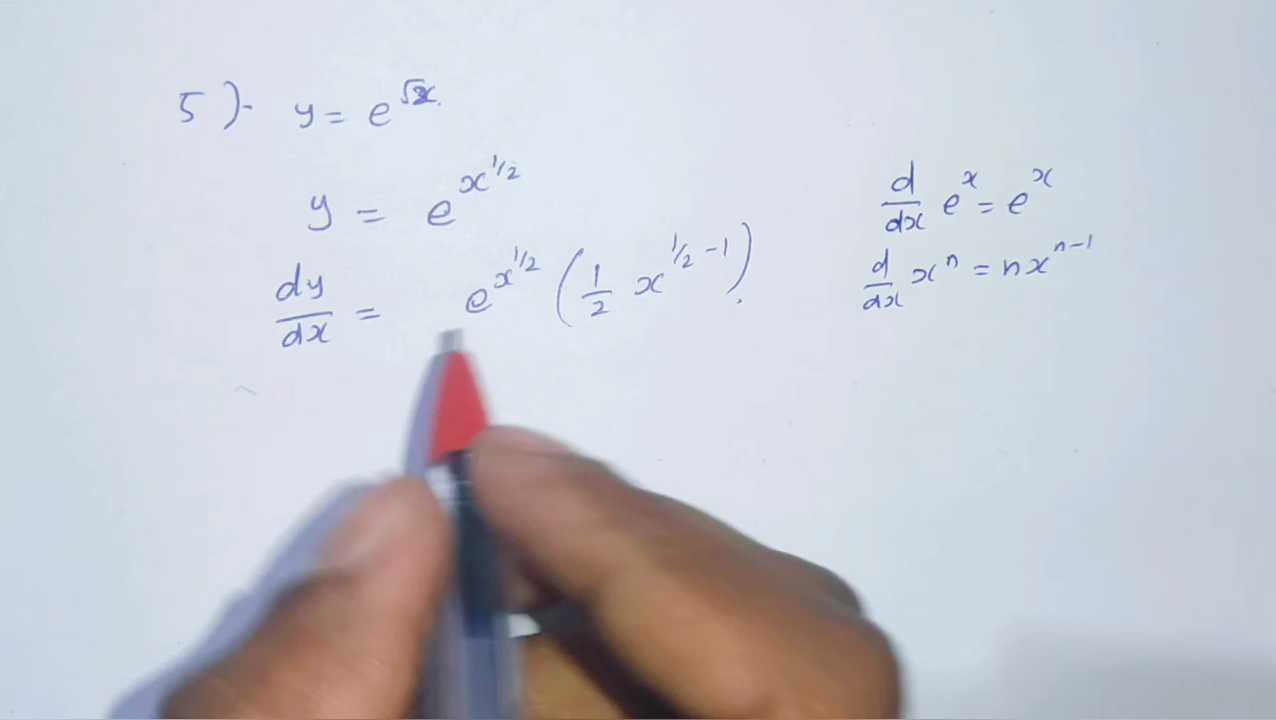 5).  y = e^√x.
y = e^x^1/2
dy/dx = e^x^1/2 (1/2 x^1/2 -1).
d/dx e^x = e^x
d/dx x^n = nx^n-1